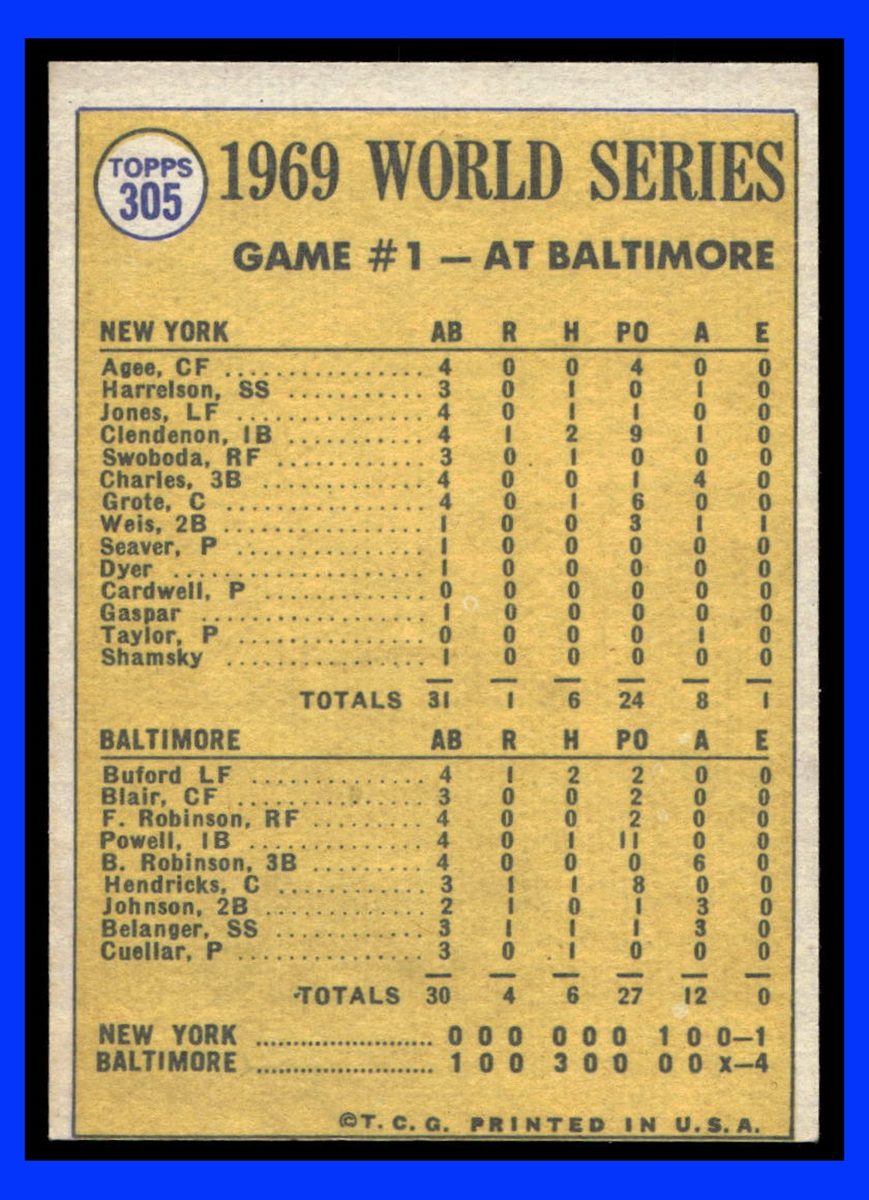 TOPPS
305
1969 WORLD SERIES
GAME #1 — AT BALTIMORE
NEW YORK AB R H PO A E
Agee, CF ................ 4 0 0 4 0 0
Harrelson, SS ............ 3 0 1 0 1 0
Jones, LF ................ 4 0 1 1 0 0
Clendenon, 1B ............ 4 1 2 9 1 0
Swoboda, RF ............. 3 0 1 0 0 0
Charles, 3B .............. 4 0 0 1 4 0
Grote, C ................. 4 0 1 6 0 0
Weis, 2B ................. 1 0 0 3 1 1
Seaver, P ................ 1 0 0 0 0 0
Dyer ..................... 1 0 0 0 0 0
Cardwell, P .............. 0 0 0 0 0 0
Gaspar ................... 1 0 0 0 0 0
Taylor, P ................ 0 0 0 0 1 0
Shamsky ................. 1 0 0 0 0 0
TOTALS 31 1 6 24 8 1
BALTIMORE AB R H PO A E
Buford LF ............... 4 1 2 2 0 0
Blair, CF ................ 3 0 0 2 0 0
F. Robinson, RF ......... 4 0 0 2 0 0
Powell, 1B ............... 4 0 1 11 0 0
B. Robinson, 3B .......... 4 0 0 0 6 0
Hendricks, C ............. 3 1 1 8 0 0
Johnson, 2B .............. 2 1 0 1 3 0
Belanger, SS ............. 3 1 1 1 3 0
Cuellar, P ............... 3 0 1 0 0 0
TOTALS 30 4 6 27 12 0
NEW YORK ....................... 0 0 0 0 0 0 1 0 0—1
BALTIMORE ....................... 1 0 0 3 0 0 0 0 x—4
©T. C. G. PRINTED IN U.S.A.